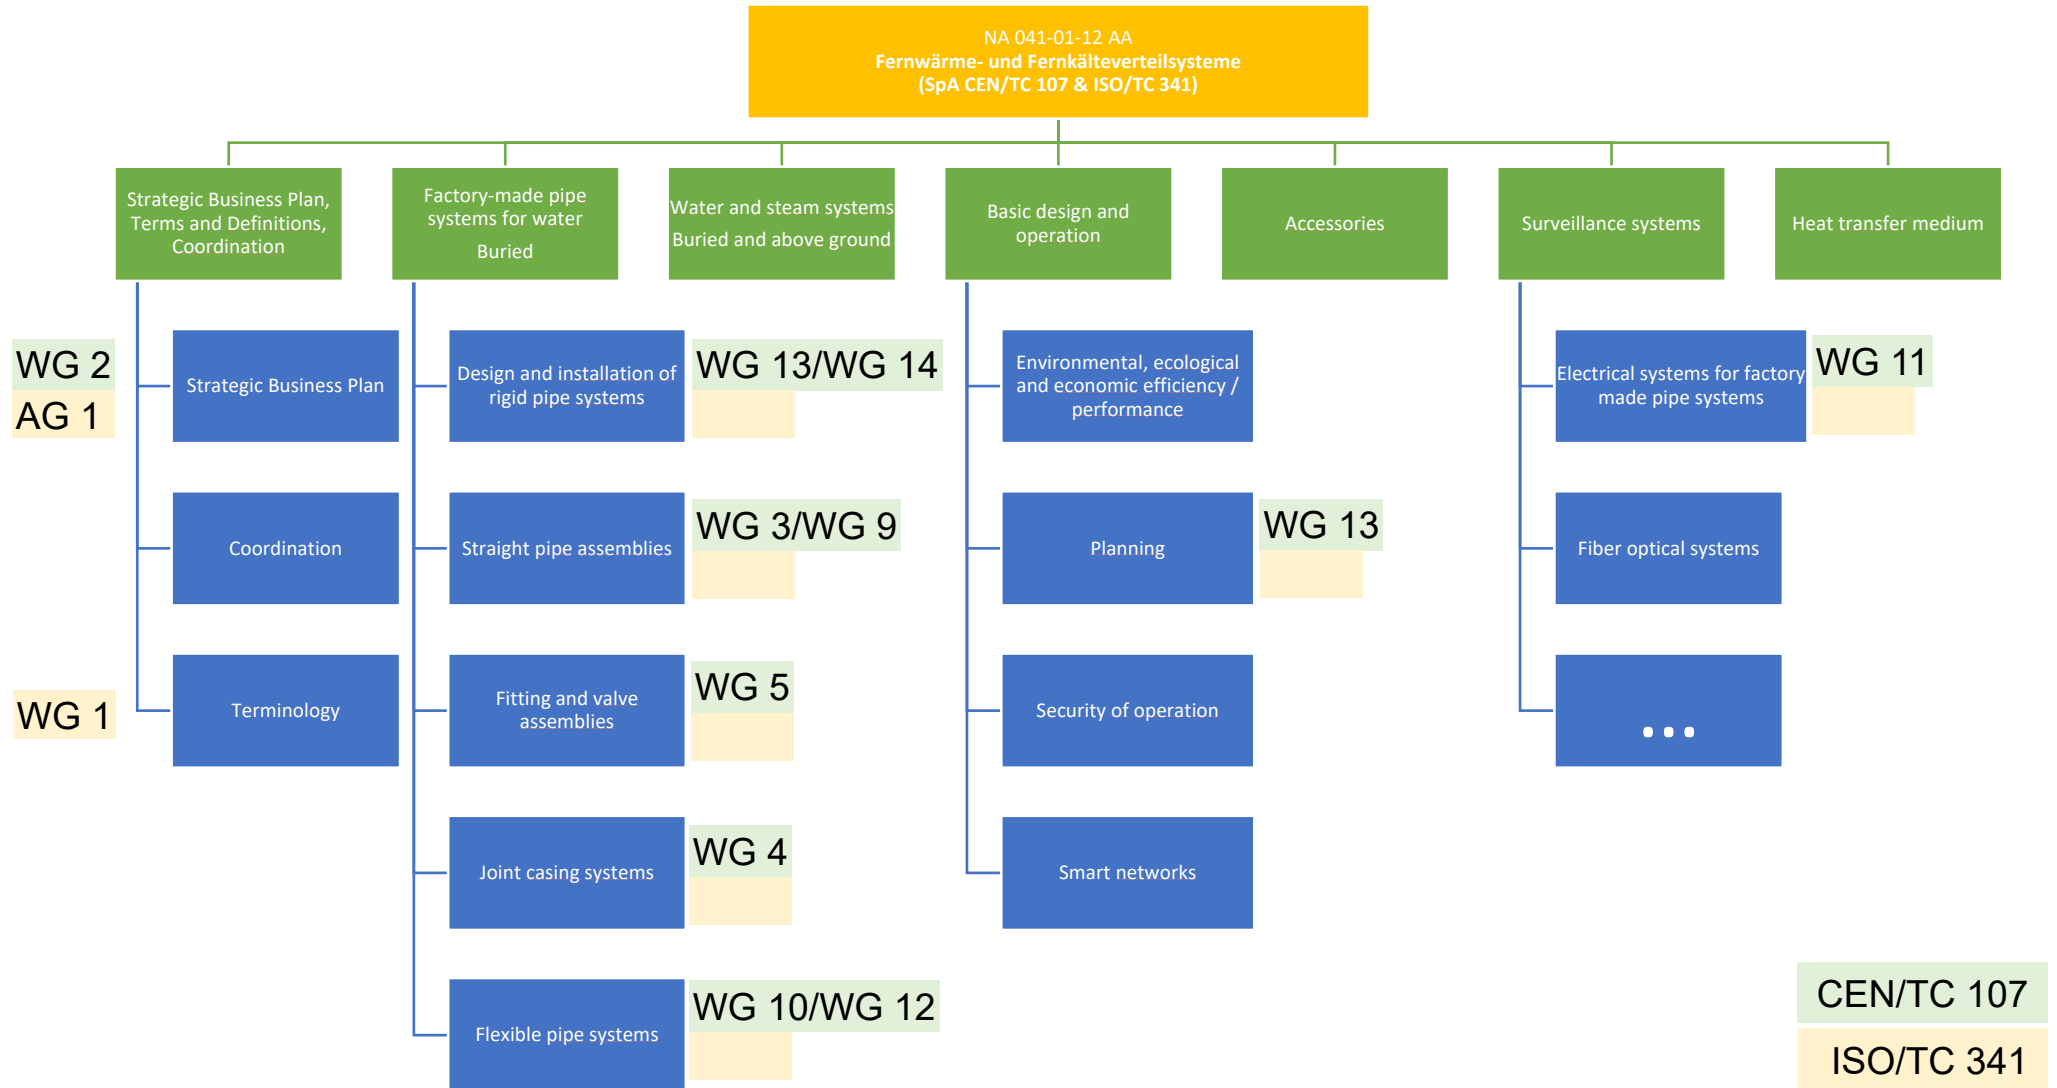 NA 041-01-12 AA
Fernwärme- und Fernkälteverteilsysteme
(SpA CEN/TC 107 & ISO/TC 341)
Strategic Business Plan,
Terms and Definitions,
Coordination
Factory-made pipe
systems for water
Buried
Water and steam systems
Buried and above ground
Basic design and
operation
Accessories
Surveillance systems
Heat transfer medium
WG 2
AG 1
Strategic Business Plan
Design and installation of
rigid pipe systems
WG 13/WG 14
Environmental, ecological
and economic efficiency /
performance
Electrical systems for factory
made pipe systems
WG 11
Coordination
Straight pipe assemblies
WG 3/WG 9
Planning
WG 13
Fiber optical systems
WG 1
Terminology
Fitting and valve
assemblies
WG 5
Security of operation
...
Joint casing systems
WG 4
Smart networks
Flexible pipe systems
WG 10/WG 12
CEN/TC 107
ISO/TC 341